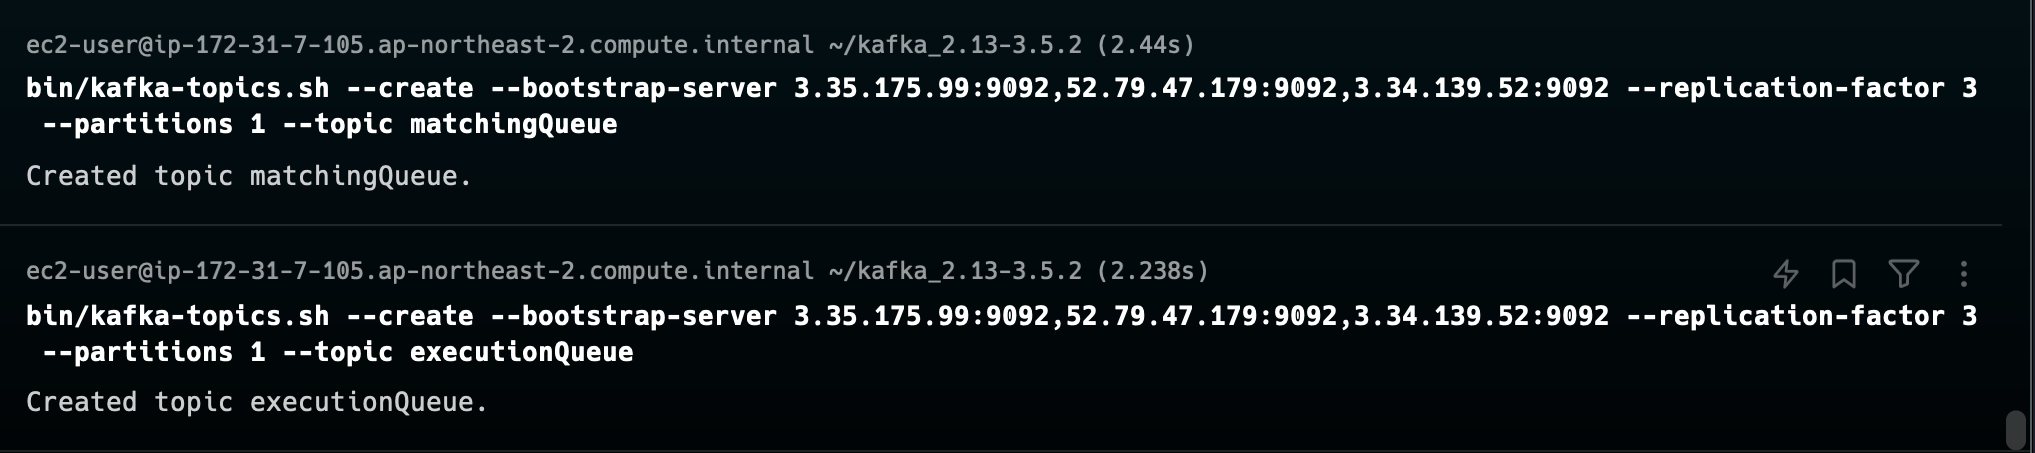 ec2-user@ip-172-31-7-105.ap-northeast-2.compute.internal ~/kafka_2.13-3.5.2 (2.44s)
bin/kafka-topics.sh --create --bootstrap-server 3.35.175.99:9092,52.79.47.179:9092,3.34.139.52:9092 --replication-factor 3
--partitions 1 --topic matchingQueue
Created topic matchingQueue.
ec2-user@ip-172-31-7-105.ap-northeast-2.compute.internal ~/kafka_2.13-3.5.2 (2.238s)
bin/kafka-topics.sh --create --bootstrap-server 3.35.175.99:9092,52.79.47.179:9092,3.34.139.52:9092 --replication-factor 3
--partitions 1 --topic executionQueue
Created topic executionQueue.